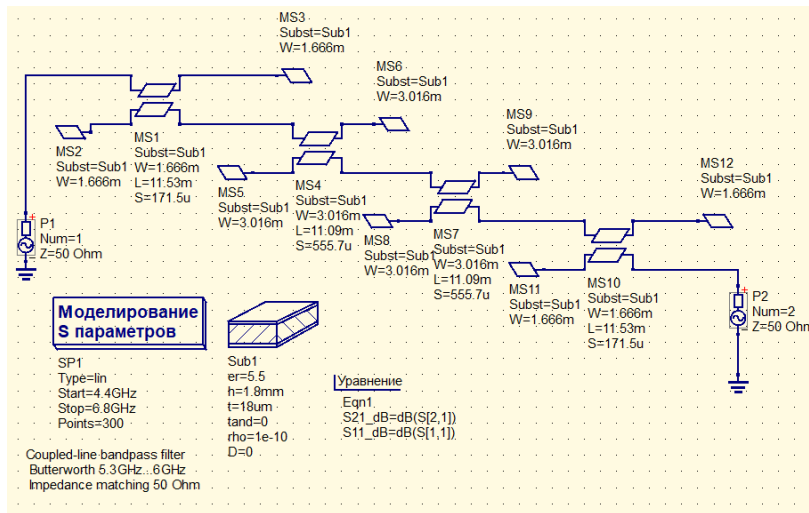 MS3
Subst=Sub1
W=1.666m
MS6
Subst=Sub1
W=3.016m
MS9
Subst=Sub1
W=3.016m
MS12
Subst=Sub1
W=1.666m
MS2
Subst=Sub1
W=1.666m
MS1
Subst=Sub1
W=1.666m
L=11.53m
S=171.5u
MS5
Subst=Sub1
W=3.016m
MS4
Subst=Sub1
W=3.016m
L=11.09m
S=555.7u
MS8
Subst=Sub1
W=3.016m
MS7
Subst=Sub1
W=3.016m
L=11.09m
S=555.7u
MS11
Subst=Sub1
W=1.666m
MS10
Subst=Sub1
W=1.666m
L=11.53m
S=171.5u
P1
Num=1
Z=50 Ohm
P2
Num=2
Z=50 Ohm
Моделирование
S параметров
SP1
Type=lin
Start=4.4GHz
Stop=6.8GHz
Points=300
Sub1
er=5.5
h=1.8mm
t=18um
tand=0
rho=1e-10
D=0
Уравнение
Eqn1
S21_dB=dB(S[2,1])
S11_dB=dB(S[1,1])
Coupled-line bandpass filter
Butterworth 5.3GHz...6GHz
Impedance matching 50 Ohm